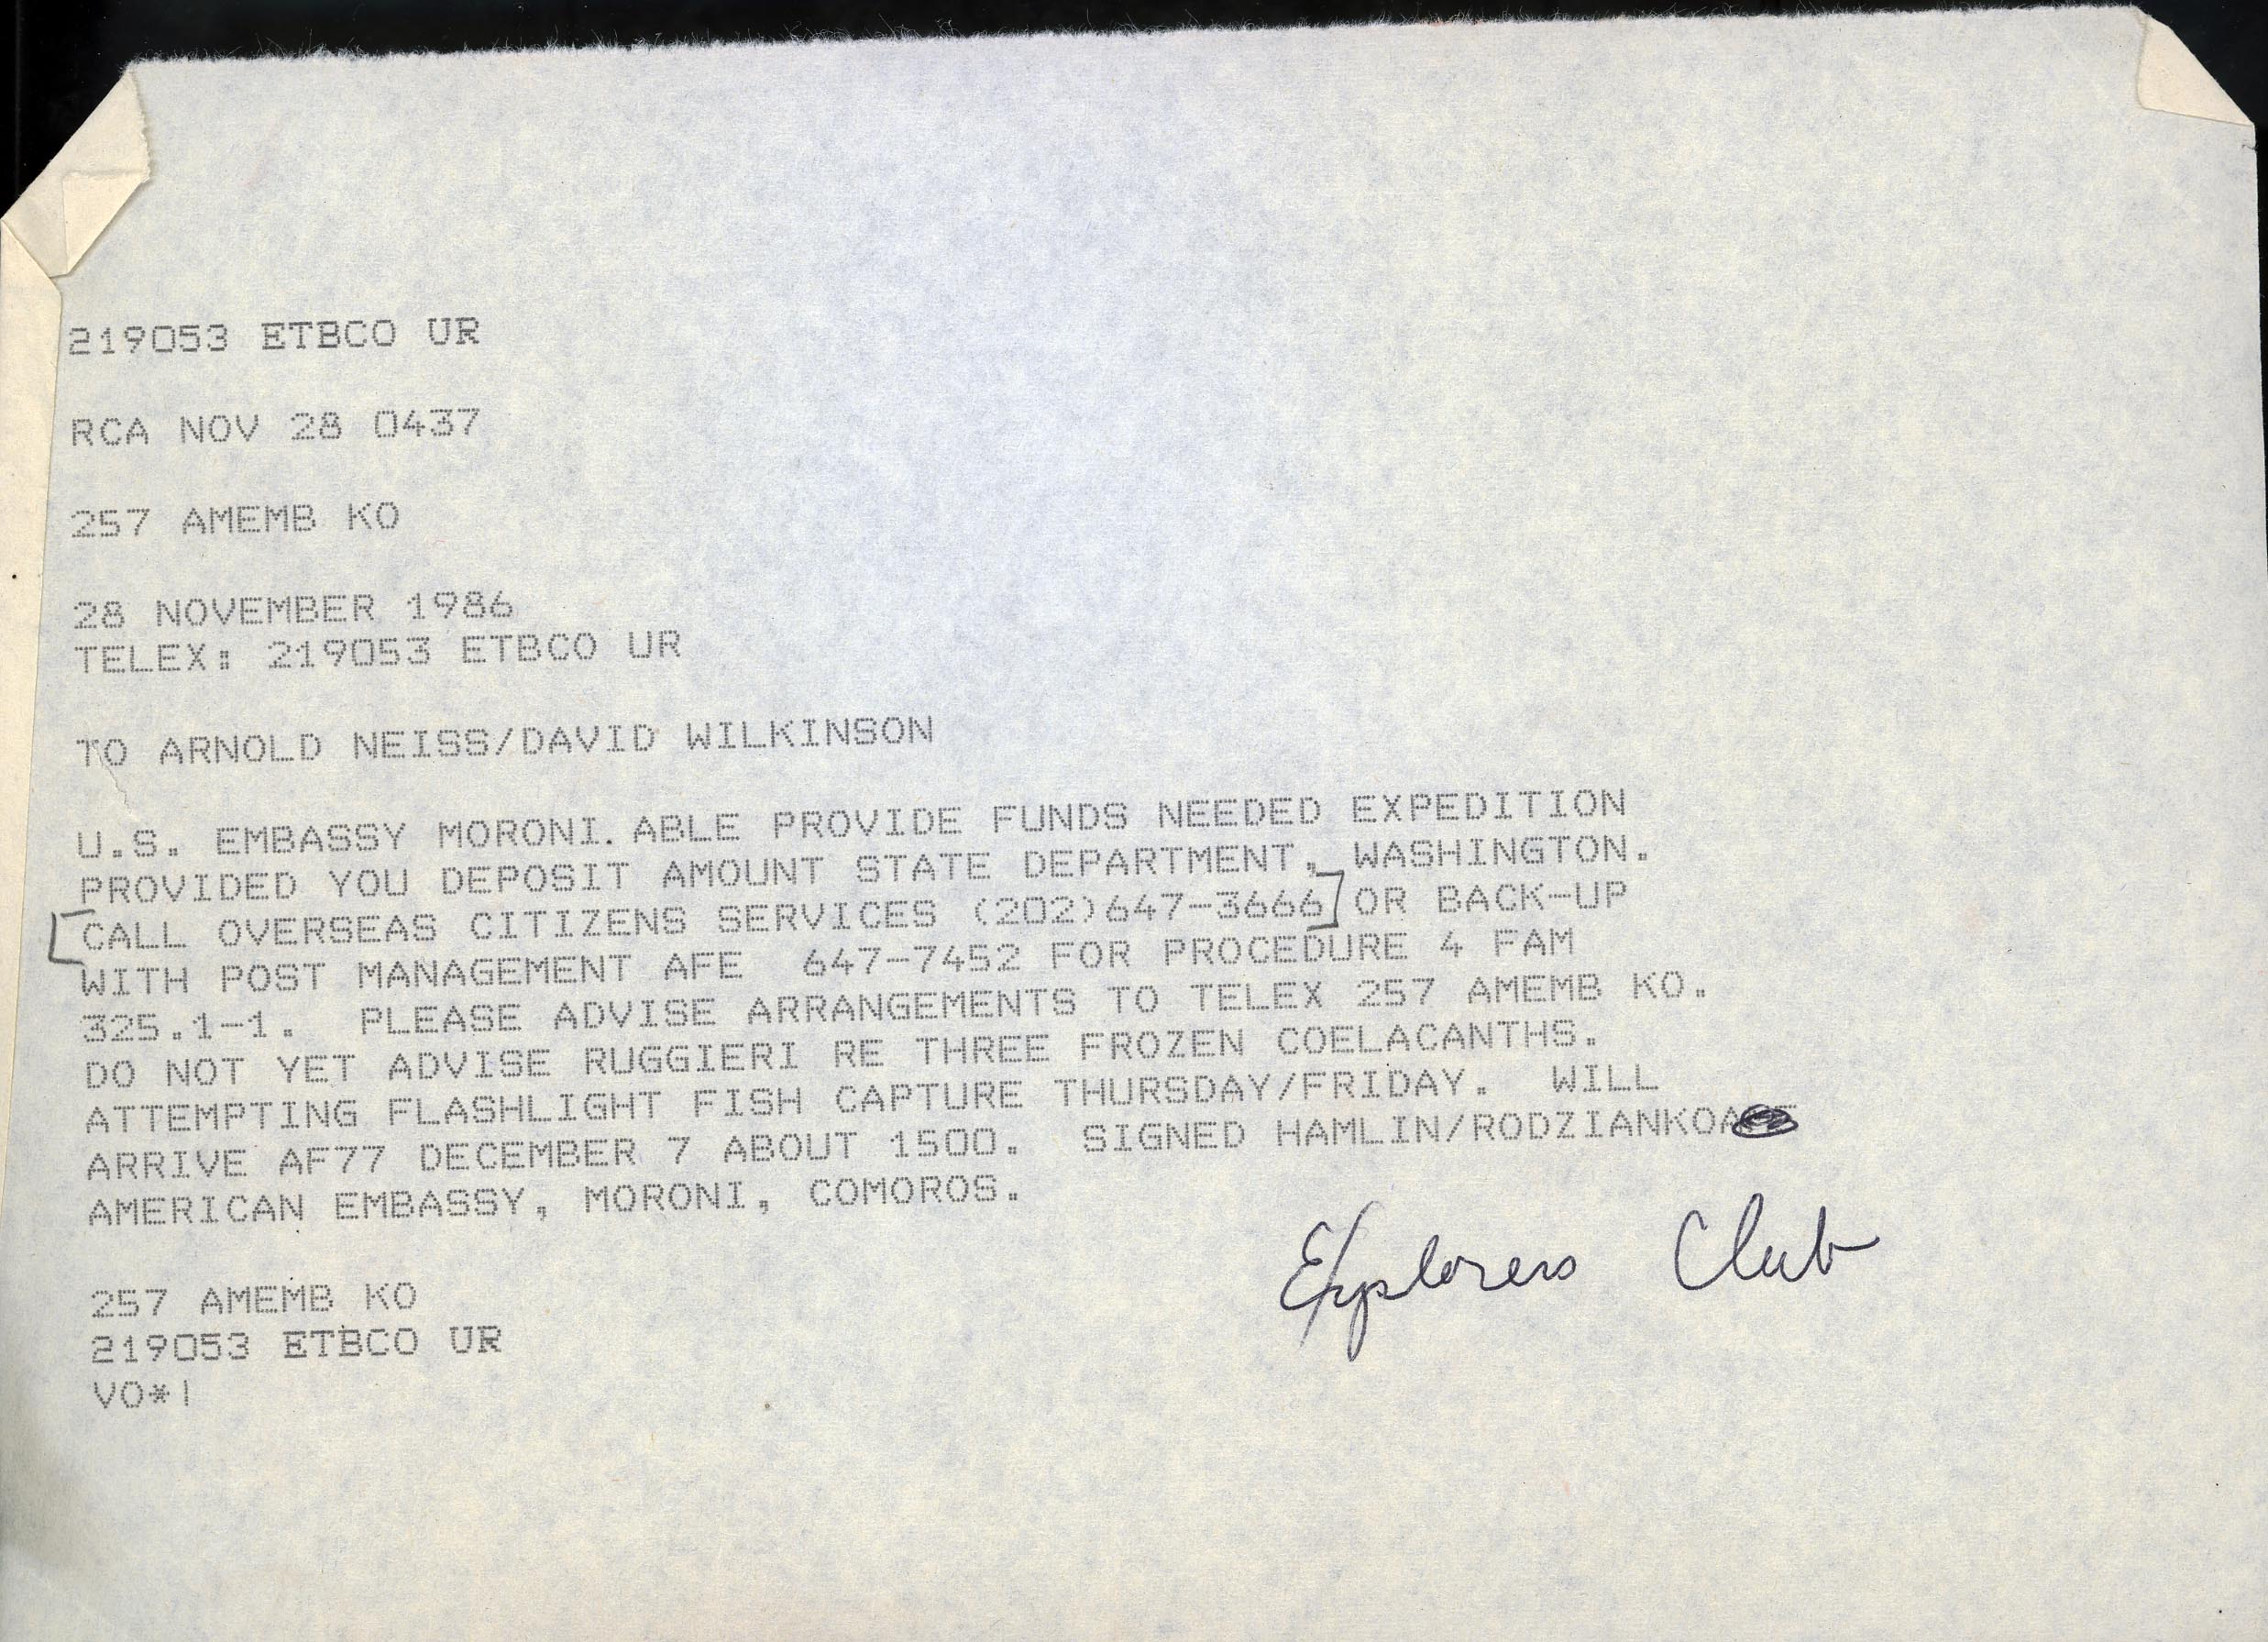 219053 ETBCO UR
RCA NOV 28 0437
257 AMEMB KO
28 NOVEMBER 1986
TELEX: 219053 ETBCO UR
TO ARNOLD NEISS/DAVID WILKINSON
U.S. EMBASSY MORONI. ABLE PROVIDE FUNDS NEEDED EXPEDITION
PROVIDED YOU DEPOSIT AMOUNT STATE DEPARTMENT, WASHINGTON.
[CALL OVERSEAS CITIZENS SERVICES (202)647-3666] OR BACK-UP
WITH POST MANAGEMENT AFE 647-7452 FOR PROCEDURE 4 FAM
325.1-1. PLEASE ADVISE ARRANGEMENTS TO TELEX 257 AMEMB KO.
DO NOT YET ADVISE RUGGIERI RE THREE FROZEN COELACANTHS.
ATTEMPTING FLASHLIGHT FISH CAPTURE THURSDAY/FRIDAY. WILL
ARRIVE AF77 DECEMBER 7 ABOUT 1500. SIGNED HAMLIN/RODZIANKOA
AMERICAN EMBASSY, MORONI, COMOROS.
Explorers Club
257 AMEMB KO
219053 ETBCO UR
VO*|